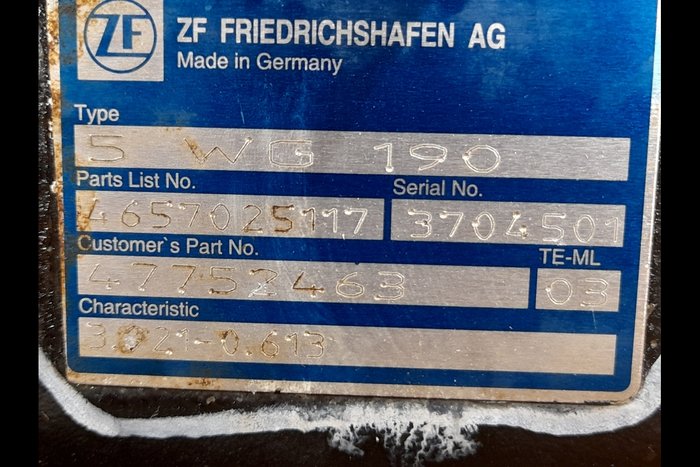 ZF
ZF FRIEDRICHSHAFEN AG
Made in Germany
Type
5 WG 190
Parts List No. Serial No.
4657025117 3704501
Customer`s Part No. TE-ML
47752463 03
Characteristic
3.021-0.613